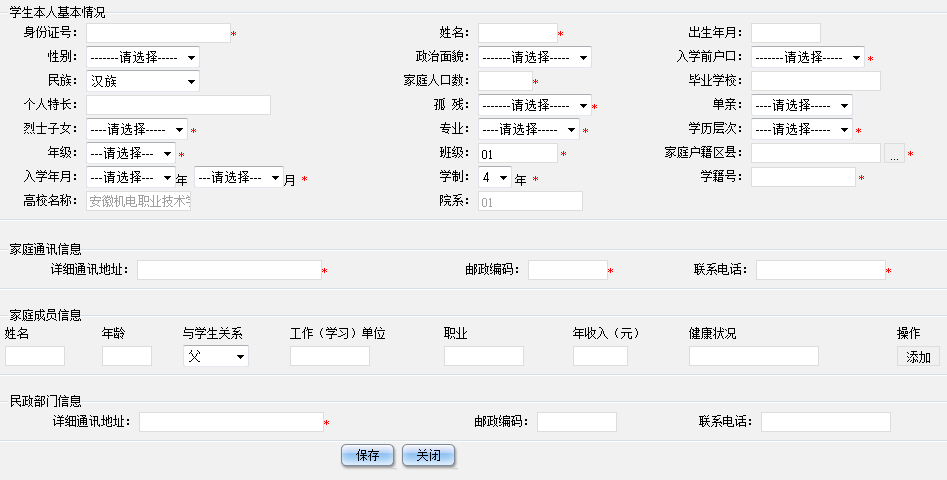 学生本人基本情况
身份证号： * 姓名： * 出生年月：
性别： -------请选择----- 政治面貌： -------请选择----- 入学前户口： -------请选择----- *
民族： 汉族 家庭人口数： * 毕业学校：
个人特长： 孤 残： -------请选择----- * 单亲： ----请选择-----
烈士子女： ----请选择----- * 专业： ----请选择----- * 学历层次： ----请选择----- *
年级： ---请选择--- * 班级： 01 * 家庭户籍区县： ... *
入学年月： ---请选择--- 年 ---请选择--- 月 * 学制： 4 年 * 学籍号： *
高校名称： 安徽机电职业技术学 院系： 01
家庭通讯信息
详细通讯地址： * 邮政编码： * 联系电话： *
家庭成员信息
姓名 年龄 与学生关系 工作（学习）单位 职业 年收入（元） 健康状况 操作
父 添加
民政部门信息
详细通讯地址： * 邮政编码： 联系电话：
保存 关闭